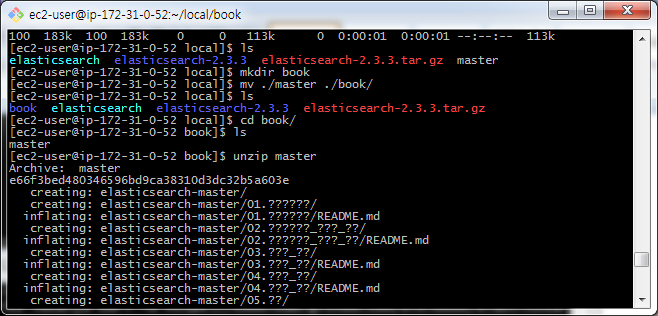 ec2-user@ip-172-31-0-52:~/local/book
100  183k  100  183k    0     0   113k      0  0:00:01  0:00:01 --:--:--  113k
[ec2-user@ip-172-31-0-52 local]$ ls
elasticsearch  elasticsearch-2.3.3  elasticsearch-2.3.3.tar.gz  master
[ec2-user@ip-172-31-0-52 local]$ mkdir book
[ec2-user@ip-172-31-0-52 local]$ mv ./master ./book/
[ec2-user@ip-172-31-0-52 local]$ ls
book  elasticsearch  elasticsearch-2.3.3  elasticsearch-2.3.3.tar.gz
[ec2-user@ip-172-31-0-52 local]$ cd book/
[ec2-user@ip-172-31-0-52 book]$ ls
master
[ec2-user@ip-172-31-0-52 book]$ unzip master
Archive:  master
e66f3bed480346596bd9ca38310d3dc32b5a603e
   creating: elasticsearch-master/
   creating: elasticsearch-master/01.??????/
  inflating: elasticsearch-master/01.??????/README.md
   creating: elasticsearch-master/02.??????_???_??/
  inflating: elasticsearch-master/02.??????_???_??/README.md
   creating: elasticsearch-master/03.???_??/
  inflating: elasticsearch-master/03.???_??/README.md
   creating: elasticsearch-master/04.???_??/
  inflating: elasticsearch-master/04.???_??/README.md
   creating: elasticsearch-master/05.??/